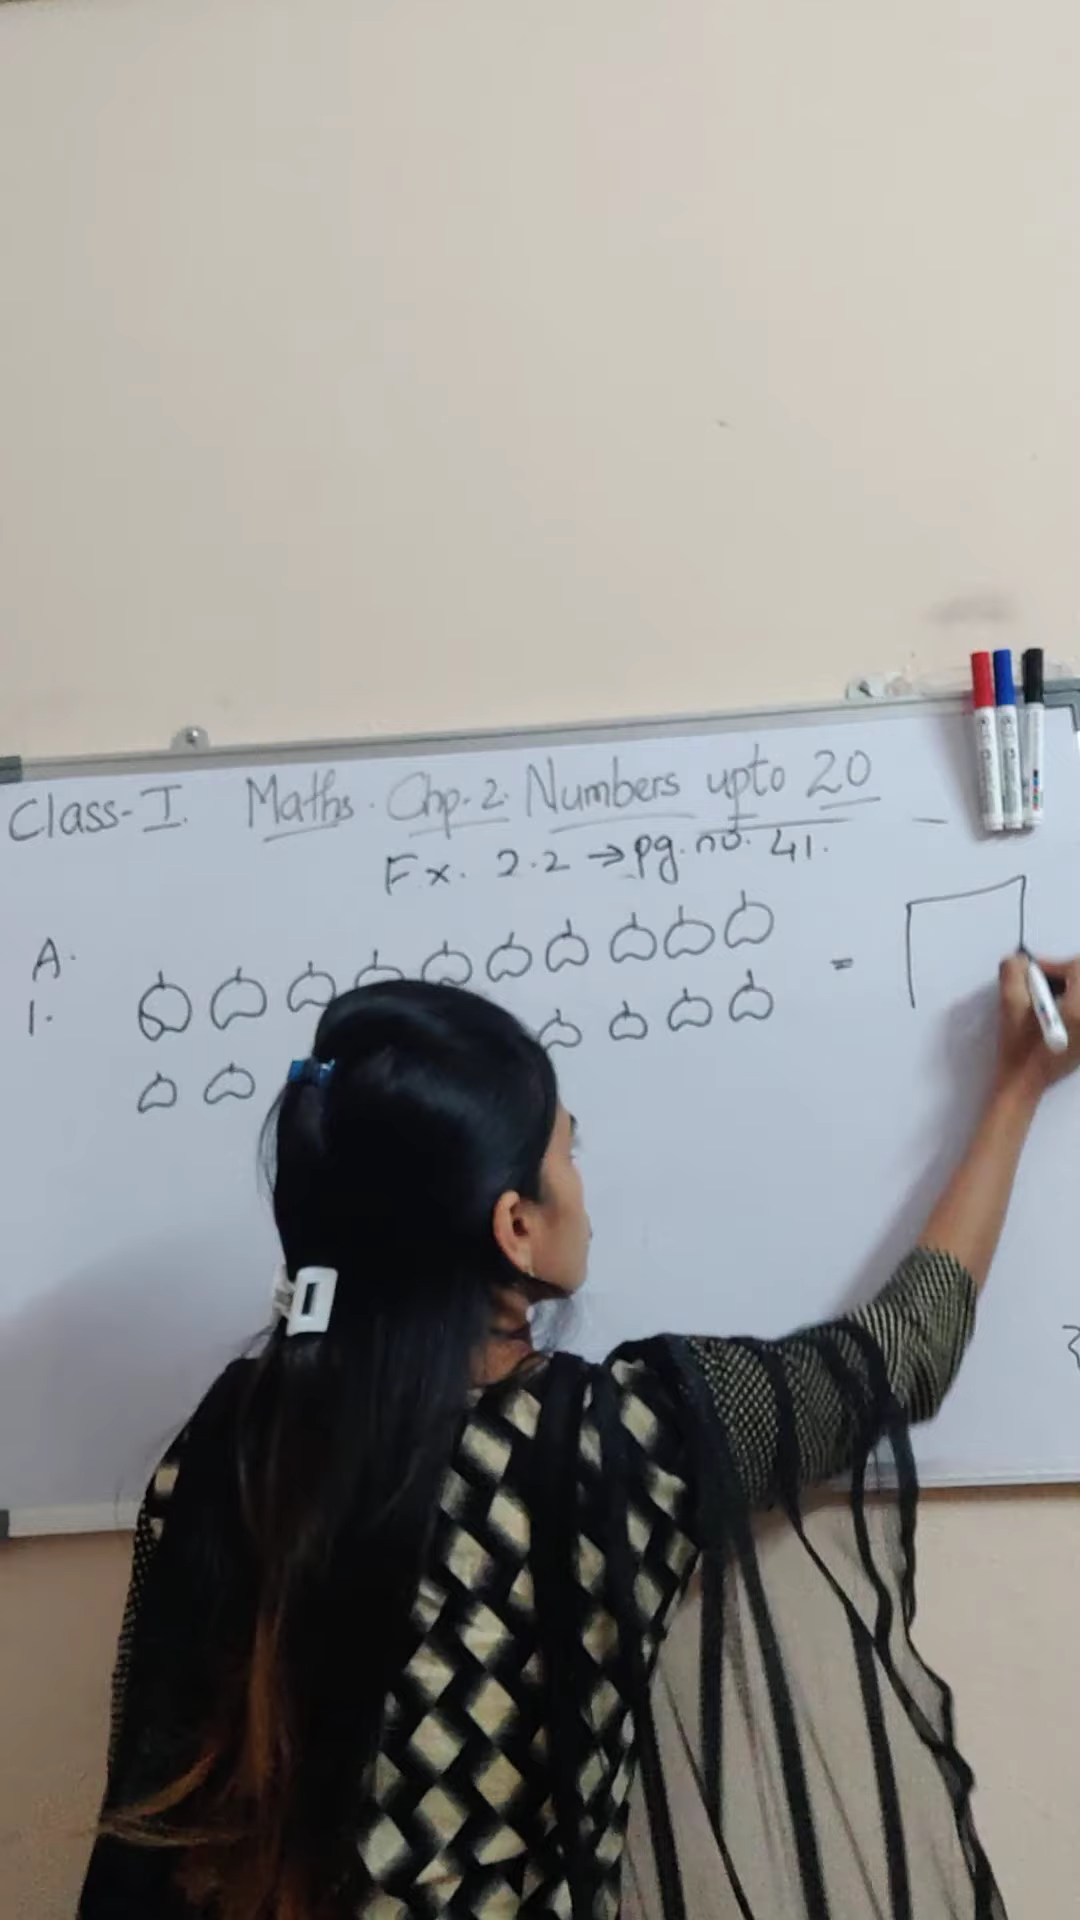 Class-I. Maths. Chp-2. Numbers upto 20
Ex. 2.2 → pg. no. 41.
A.
1.
=